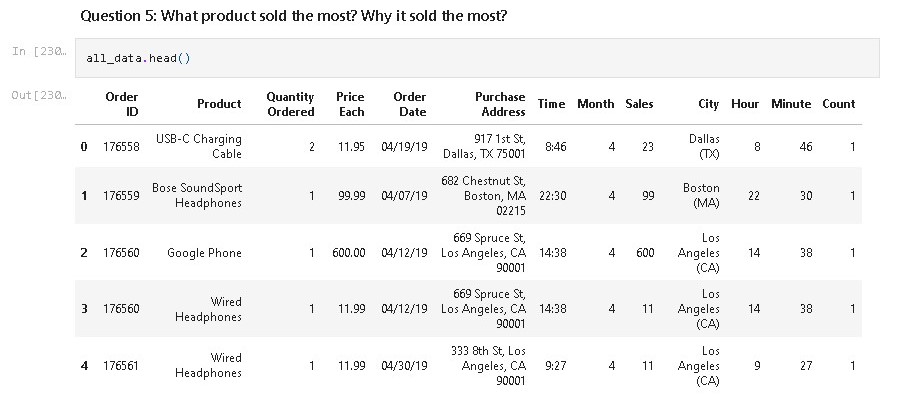 Question 5: What product sold the most? Why it sold the most?
In [230…
all_data.head()
Out[230…
Order ID Product Quantity Ordered Price Each Order Date Purchase Address Time Month Sales City Hour Minute Count
0 176558 USB-C Charging Cable 2 11.95 04/19/19 917 1st St, Dallas, TX 75001 8:46 4 23 Dallas (TX) 8 46 1
1 176559 Bose SoundSport Headphones 1 99.99 04/07/19 682 Chestnut St, Boston, MA 02215 22:30 4 99 Boston (MA) 22 30 1
2 176560 Google Phone 1 600.00 04/12/19 669 Spruce St, Los Angeles, CA 90001 14:38 4 600 Los Angeles (CA) 14 38 1
3 176560 Wired Headphones 1 11.99 04/12/19 669 Spruce St, Los Angeles, CA 90001 14:38 4 11 Los Angeles (CA) 14 38 1
4 176561 Wired Headphones 1 11.99 04/30/19 333 8th St, Los Angeles, CA 90001 9:27 4 11 Los Angeles (CA) 9 27 1